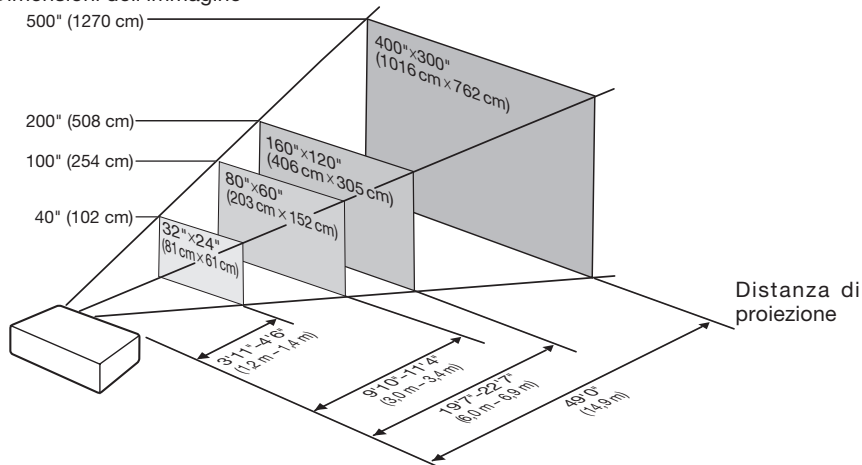 Dimensioni dell'immagine
500" (1270 cm)
400"×300"
(1016 cm×762 cm)
200" (508 cm)
160"×120"
(406 cm×305 cm)
100" (254 cm)
80"×60"
(203 cm×152 cm)
40" (102 cm)
32"×24"
(81 cm×61 cm)
Distanza di
proiezione
3'11"–4'6"
(1,2 m – 1,4 m)
9'10"–11'4"
(3,0 m – 3,4 m)
19'7"–22'7"
(6,0 m – 6,9 m)
49'0"
(14,9 m)